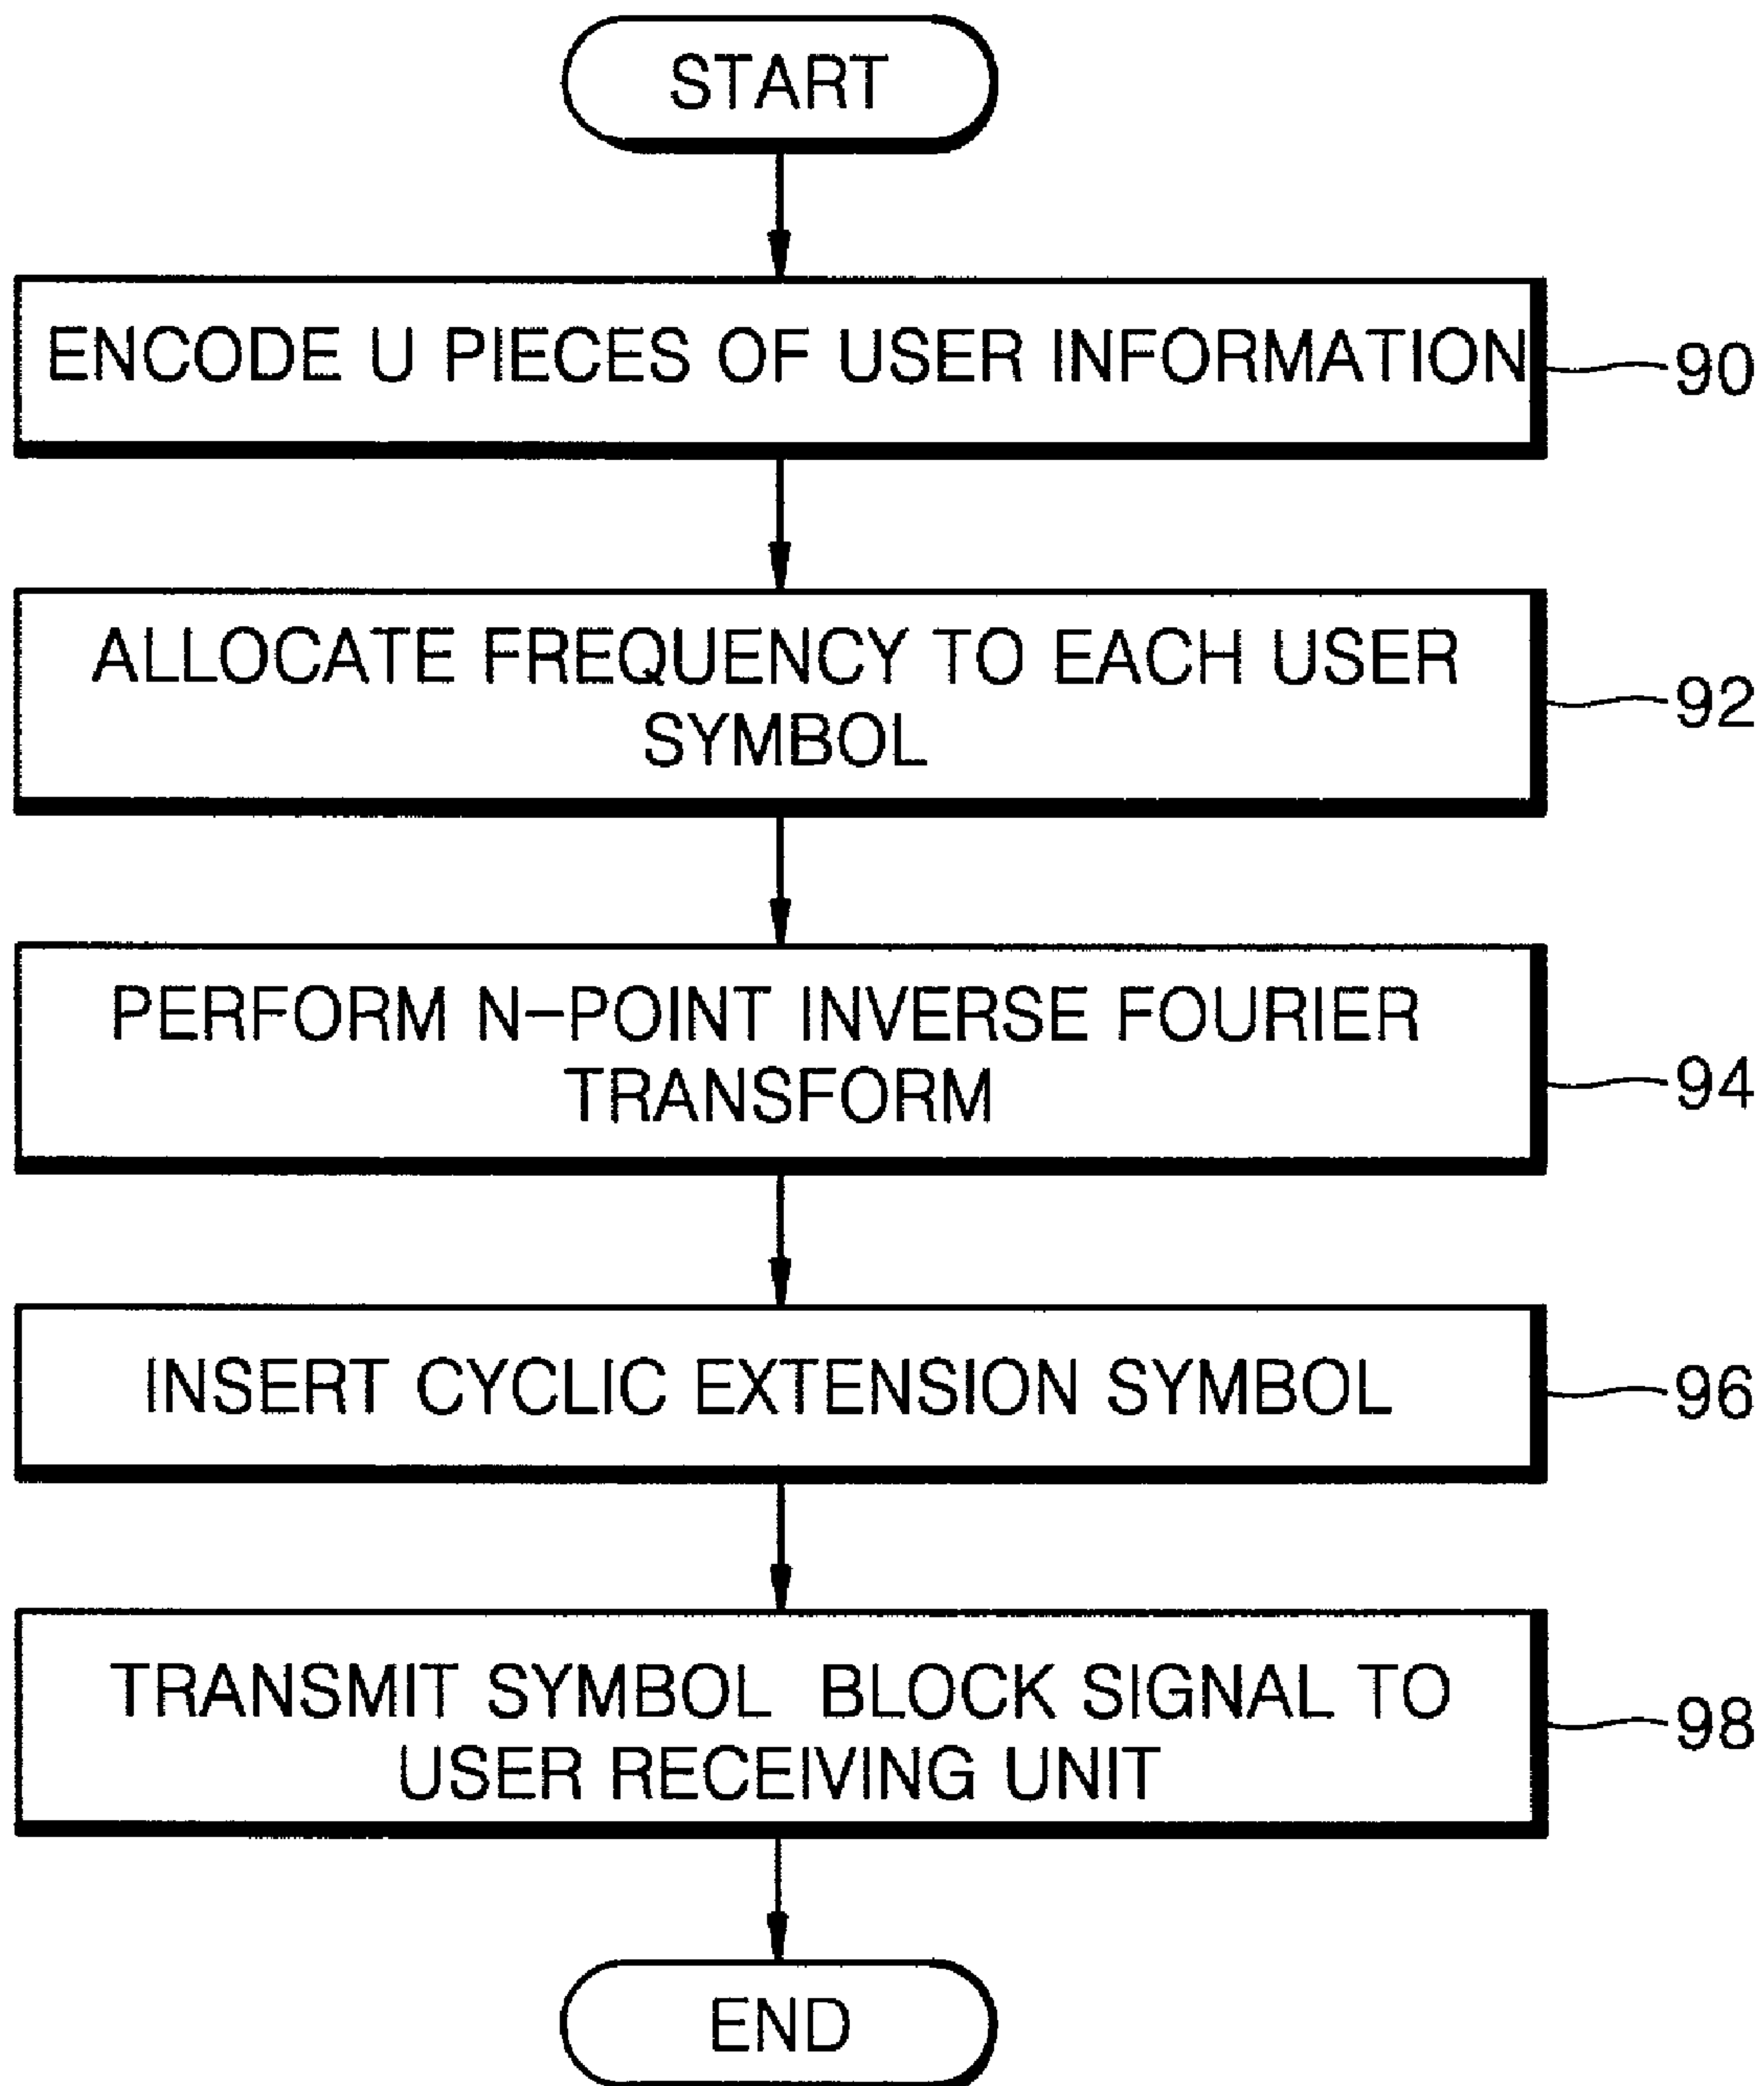 START
ENCODE U PIECES OF USER INFORMATION
90
ALLOCATE FREQUENCY TO EACH USER
SYMBOL
92
PERFORM N-POINT INVERSE FOURIER
TRANSFORM
94
INSERT CYCLIC EXTENSION SYMBOL
96
TRANSMIT SYMBOL BLOCK SIGNAL TO
USER RECEIVING UNIT
98
END